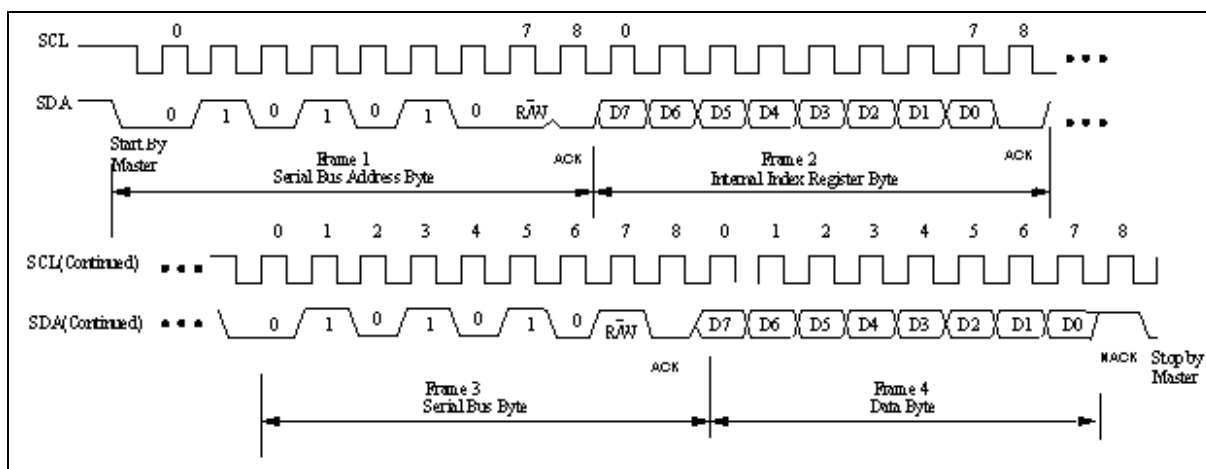 0 7 8 0 7 8
SCL
SDA 0 1 0 1 0 1 0 R/W D7 D6 D5 D4 D3 D2 D1 D0
Start By
Master
Frame 1 ACK Frame 2 ACK
Serial Bus Address Byte Internal Index Register Byte
0 1 2 3 4 5 6 7 8 0 1 2 3 4 5 6 7 8
SCL(Continued)
SDA(Continued) 0 1 0 1 0 1 0 R/W D7 D6 D5 D4 D3 D2 D1 D0
ACK NACK Stop by
Master
Frame 3 Frame 4
Serial Bus Byte Data Byte